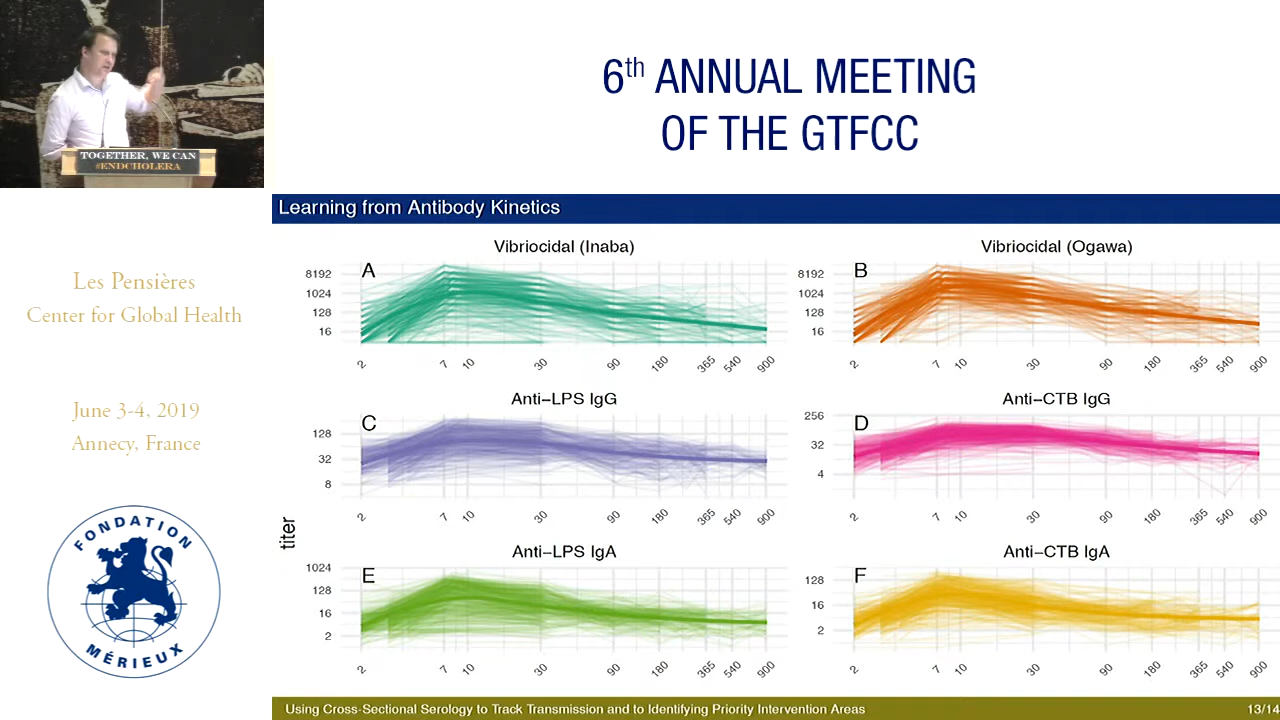 TOGETHER, WE CAN
#ENDCHOLERA
6th ANNUAL MEETING
OF THE GTFCC
Les Pensières
Center for Global Health
June 3-4, 2019
Annecy, France
FONDATION
MÉRIEUX
Learning from Antibody Kinetics
titer
Vibriocidal (Inaba)
A
8192
1024
128
16
2 7 10 30 90 180 365 540 900
Vibriocidal (Ogawa)
B
8192
1024
128
16
2 7 10 30 90 180 365 540 900
Anti–LPS IgG
C
128
32
8
2 7 10 30 90 180 365 540 900
Anti–CTB IgG
D
256
32
4
2 7 10 30 90 180 365 540 900
Anti–LPS IgA
E
1024
128
16
2
2 7 10 30 90 180 365 540 900
Anti–CTB IgA
F
128
16
2
2 7 10 30 90 180 365 540 900
Using Cross-Sectional Serology to Track Transmission and to Identifying Priority Intervention Areas
13/14